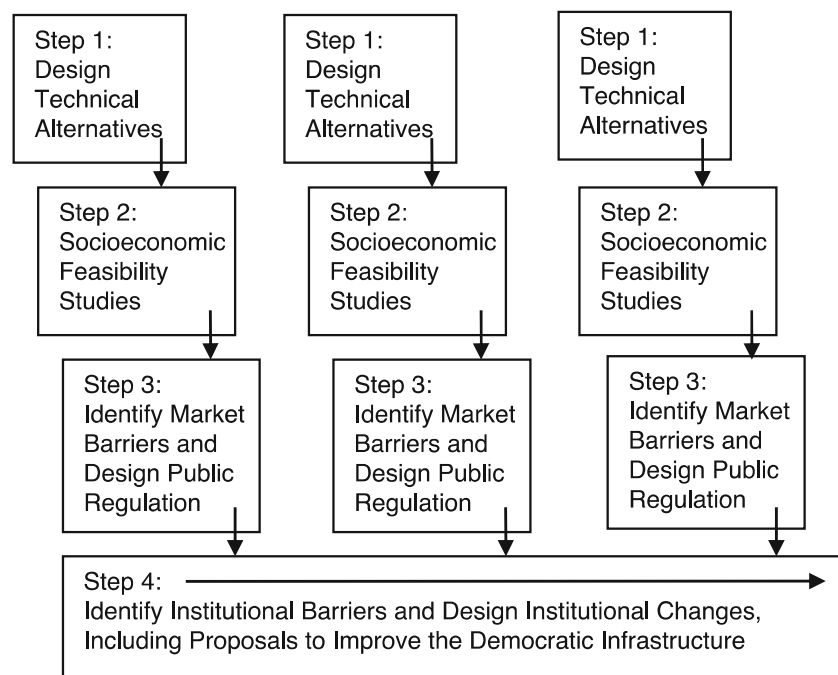 Step 1:
Design
Technical
Alternatives
Step 2:
Socioeconomic
Feasibility
Studies
Step 3:
Identify Market
Barriers and
Design Public
Regulation
Step 1:
Design
Technical
Alternatives
Step 2:
Socioeconomic
Feasibility
Studies
Step 3:
Identify Market
Barriers and
Design Public
Regulation
Step 1:
Design
Technical
Alternatives
Step 2:
Socioeconomic
Feasibility
Studies
Step 3:
Identify Market
Barriers and
Design Public
Regulation
Step 4:
Identify Institutional Barriers and Design Institutional Changes,
Including Proposals to Improve the Democratic Infrastructure